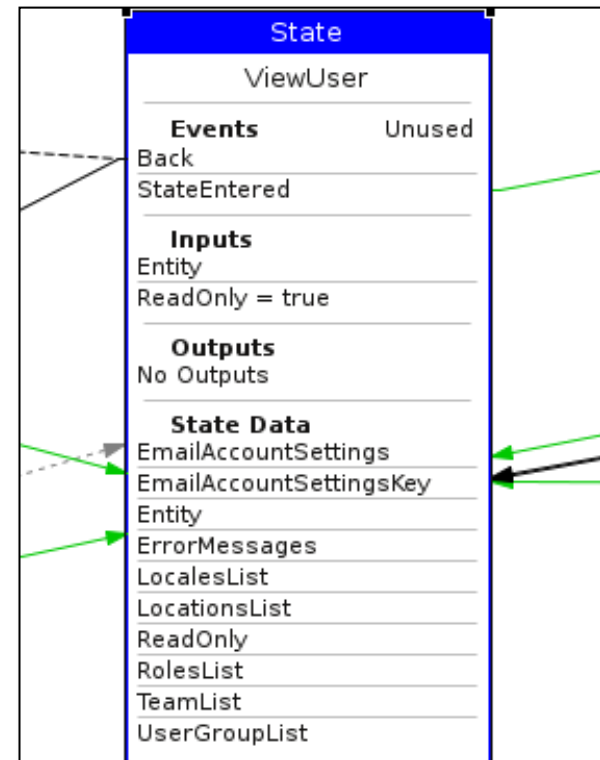 State
ViewUser
Events Unused
Back
StateEntered
Inputs
Entity
ReadOnly = true
Outputs
No Outputs
State Data
EmailAccountSettings
EmailAccountSettingsKey
Entity
ErrorMessages
LocalesList
LocationsList
ReadOnly
RolesList
TeamList
UserGroupList